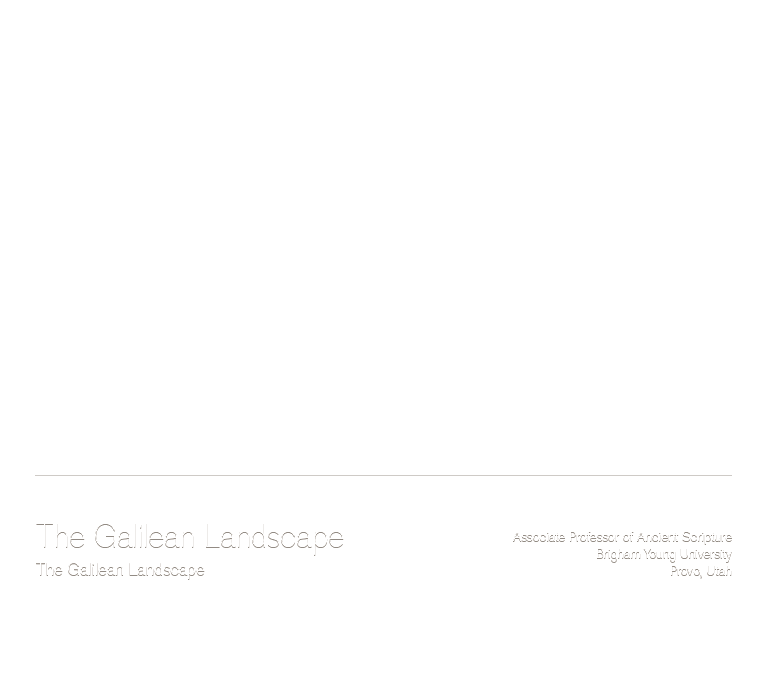 The Galilean Landscape
The Galilean Landscape
Associate Professor of Ancient Scripture
Brigham Young University
Provo, Utah